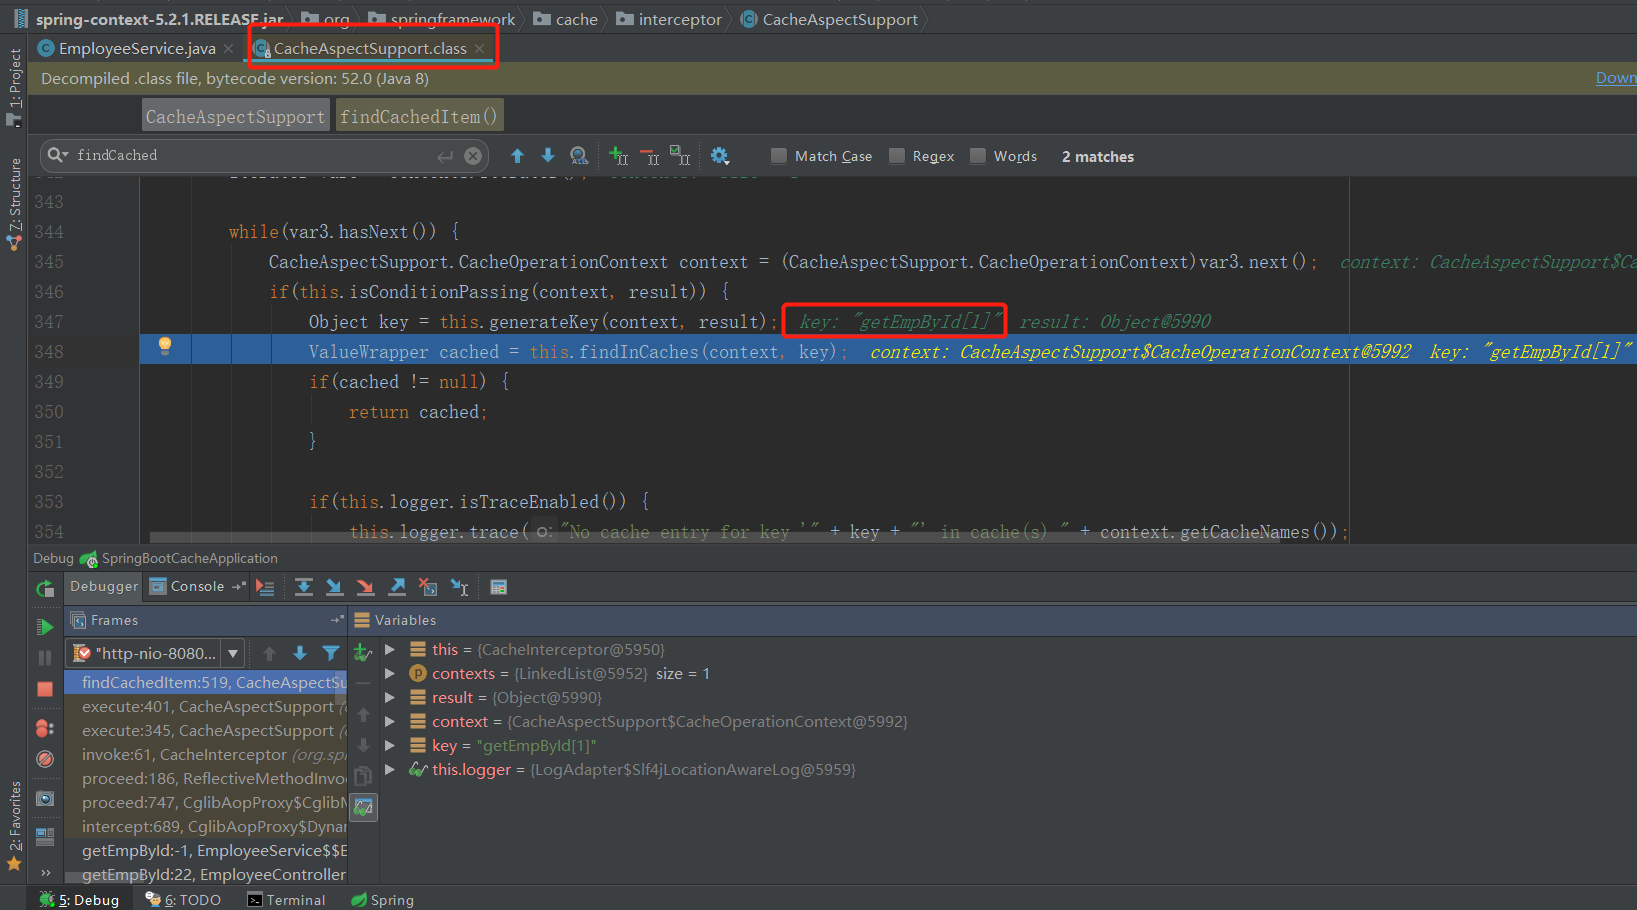 spring-context-5.2.1.RELEASE.jar org springframework cache interceptor CacheAspectSupport
EmployeeService.java CacheAspectSupport.class
Decompiled .class file, bytecode version: 52.0 (Java 8) Down
CacheAspectSupport findCachedItem()
findCached Match Case Regex Words 2 matches
343
344 while(var3.hasNext()) {
345 CacheAspectSupport.CacheOperationContext context = (CacheAspectSupport.CacheOperationContext)var3.next(); context: CacheAspectSupport$Ca
346 if(this.isConditionPassing(context, result)) {
347 Object key = this.generateKey(context, result); key: "getEmpById[1]" result: Object@5990
348 ValueWrapper cached = this.findInCaches(context, key); context: CacheAspectSupport$CacheOperationContext@5992 key: "getEmpById[1]"
349 if(cached != null) {
350 return cached;
351 }
352
353 if(this.logger.isTraceEnabled()) {
354 this.logger.trace( o: "No cache entry for key '" + key + "' in cache(s) " + context.getCacheNames());
Debug SpringBootCacheApplication
Debugger Console
Frames Variables
"http-nio-8080...
this = {CacheInterceptor@5950}
contexts = {LinkedList@5952} size = 1
result = {Object@5990}
context = {CacheAspectSupport$CacheOperationContext@5992}
key = "getEmpById[1]"
this.logger = {LogAdapter$Slf4jLocationAwareLog@5959}
findCachedItem:519, CacheAspectSu
execute:401, CacheAspectSupport (o
execute:345, CacheAspectSupport (o
invoke:61, CacheInterceptor (org.sp
proceed:186, ReflectiveMethodInvo
proceed:747, CglibAopProxy$CglibM
intercept:689, CglibAopProxy$Dynar
getEmpById:-1, EmployeeService$$E
getEmpById:22, EmployeeController
1: Project
7: Structure
2: Favorites
5: Debug 6: TODO Terminal Spring